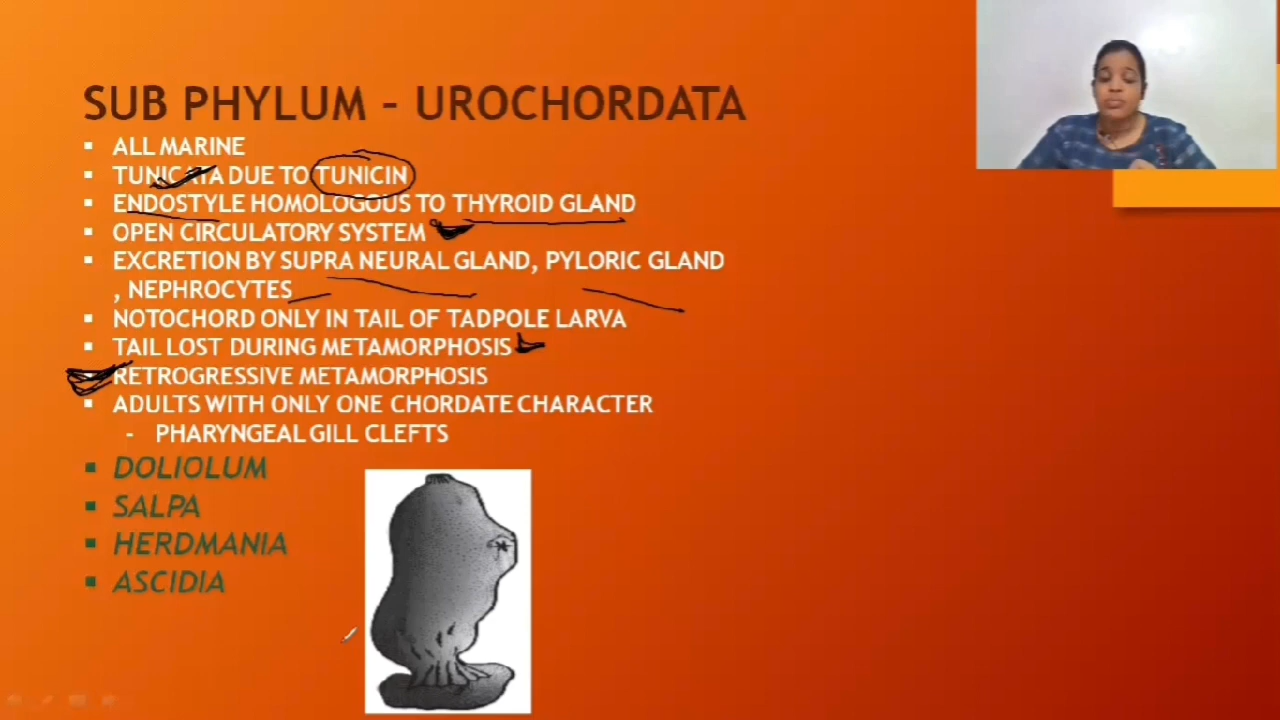 SUB PHYLUM - UROCHORDATA
ALL MARINE
TUNICATA DUE TO TUNICIN
ENDOSTYLE HOMOLOGOUS TO THYROID GLAND
OPEN CIRCULATORY SYSTEM
EXCRETION BY SUPRA NEURAL GLAND, PYLORIC GLAND
, NEPHROCYTES
NOTOCHORD ONLY IN TAIL OF TADPOLE LARVA
TAIL LOST DURING METAMORPHOSIS
RETROGRESSIVE METAMORPHOSIS
ADULTS WITH ONLY ONE CHORDATE CHARACTER
- PHARYNGEAL GILL CLEFTS
DOLIOLUM
SALPA
HERDMANIA
ASCIDIA